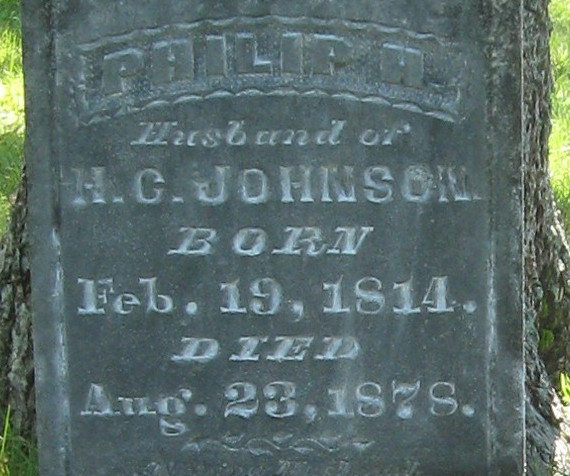 PHILIP H.
Husband of
H. C. JOHNSON.
BORN
Feb. 19, 1814.
DIED
Aug. 23, 1878.